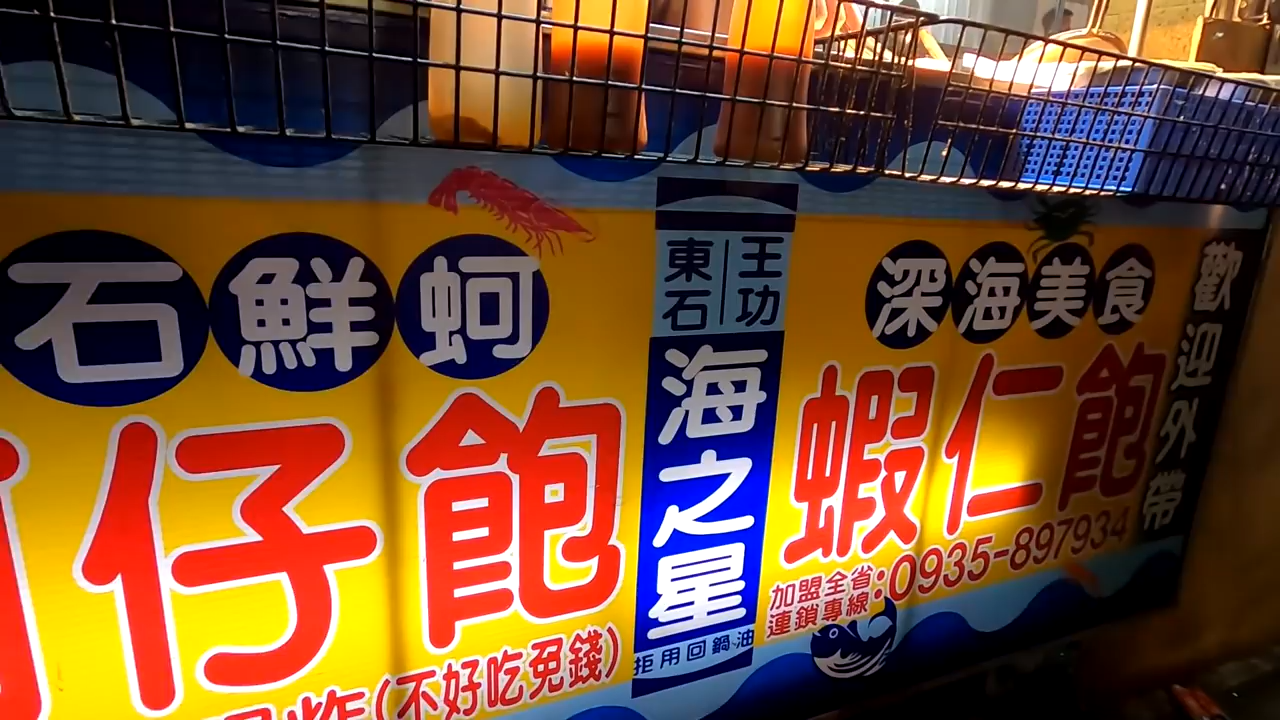 石鮮蚵
仔飽
炸(不好吃免錢)
東石
王功
海之星
拒用回鍋油
深海美食
蝦仁飽
加盟全省
連鎖專線:0935-897934
歡迎外帶